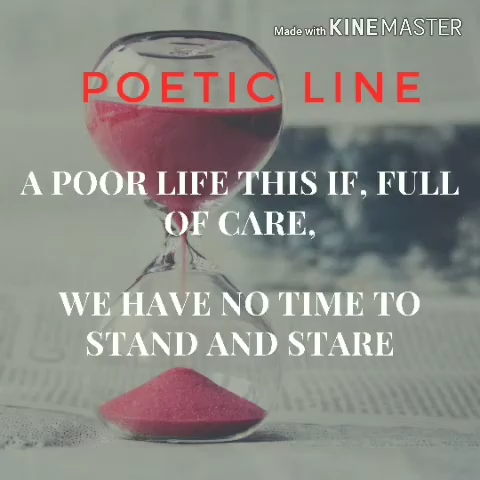 Made with KINEMASTER
POETIC LINE
A POOR LIFE THIS IF, FULL
OF CARE,
WE HAVE NO TIME TO
STAND AND STARE